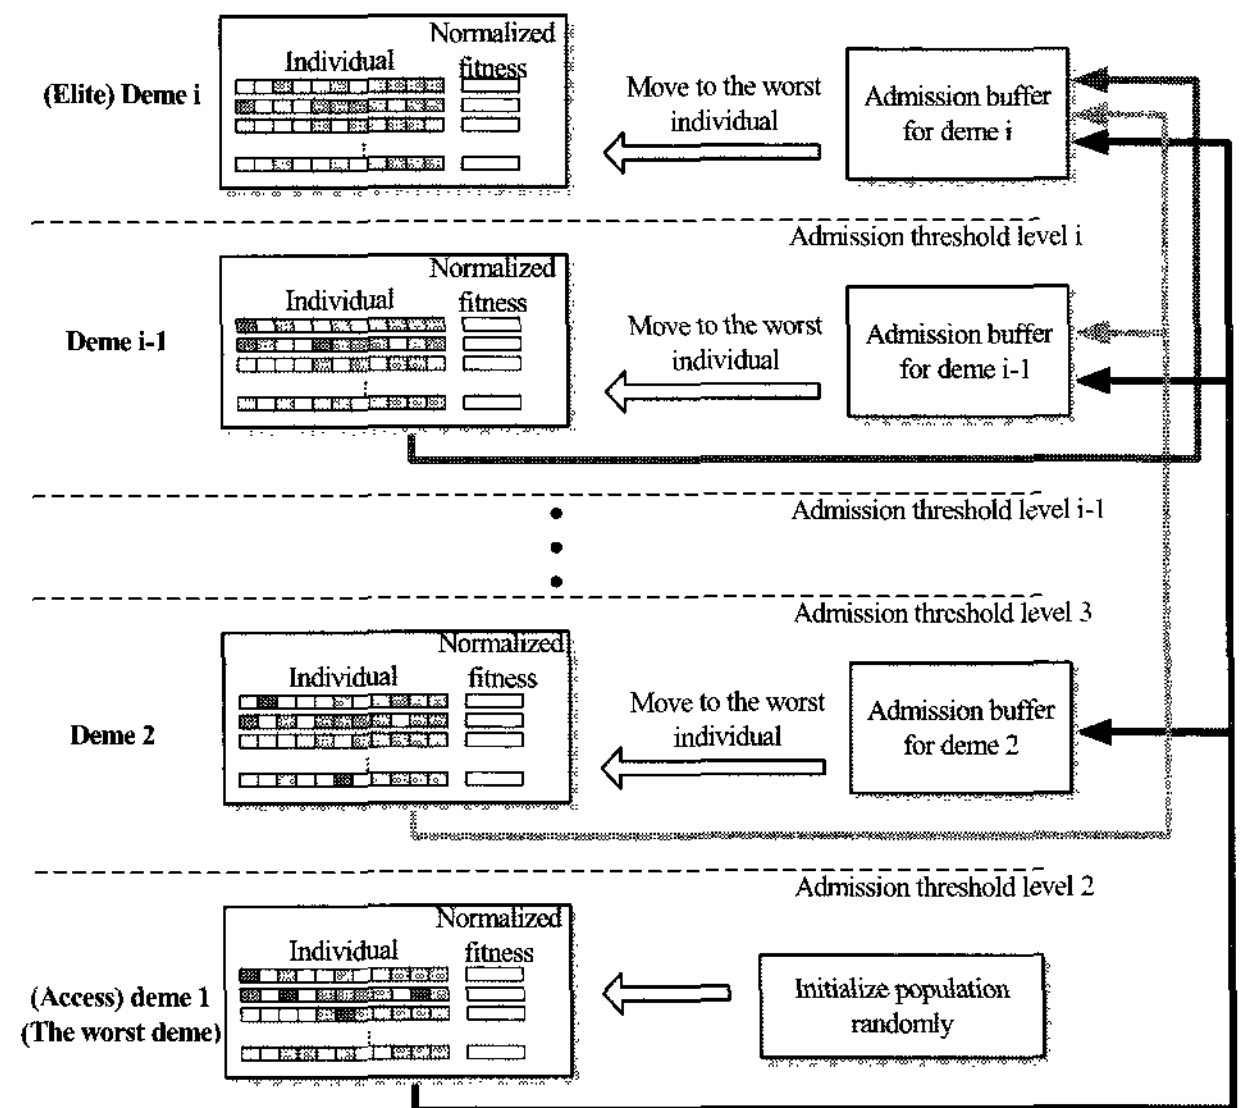 Normalized
Individual
fitness
(Elite) Deme i
Move to the worst
individual
Admission buffer
for deme i
Admission threshold level i
Normalized
Individual
fitness
Deme i-1
Move to the worst
individual
Admission buffer
for deme i-1
Admission threshold level i-1
Admission threshold level 3
Normalized
Individual
fitness
Deme 2
Move to the worst
individual
Admission buffer
for deme 2
Admission threshold level 2
Normalized
Individual
fitness
(Access) deme 1
(The worst deme)
Initialize population
randomly